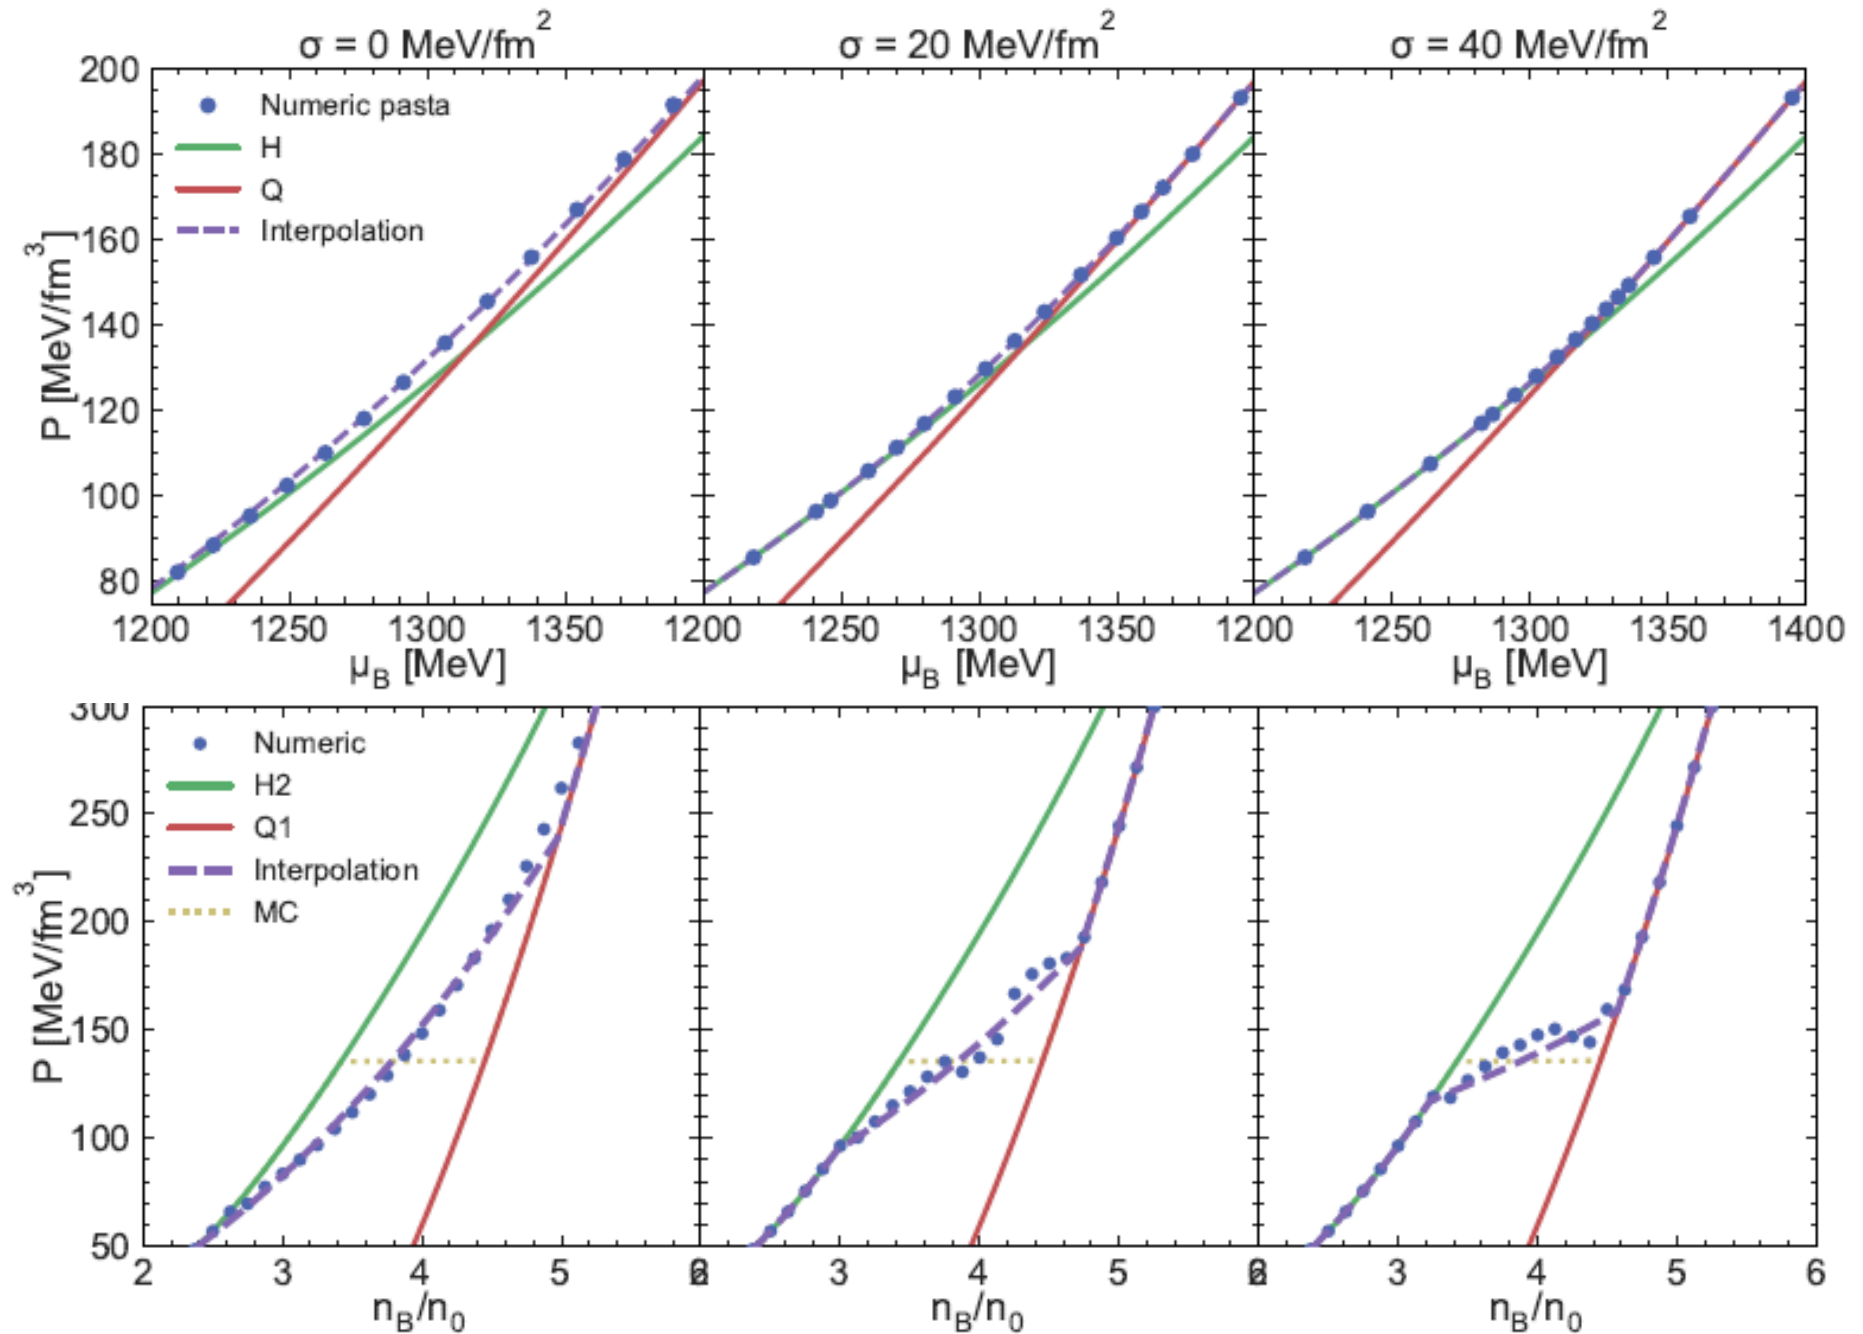 σ = 0 MeV/fm² σ = 20 MeV/fm² σ = 40 MeV/fm²
200
180
160
140
120
100
80
P [MeV/fm³]
Numeric pasta
H
Q
Interpolation
1200 1250 1300 1350 1200 1250 1300 1350 1200 1250 1300 1350 1400
μB [MeV] μB [MeV] μB [MeV]
300
250
200
150
100
50
P [MeV/fm³]
Numeric
H2
Q1
Interpolation
MC
2 3 4 5 3 4 5 3 4 5 6
nB/n0 nB/n0 nB/n0